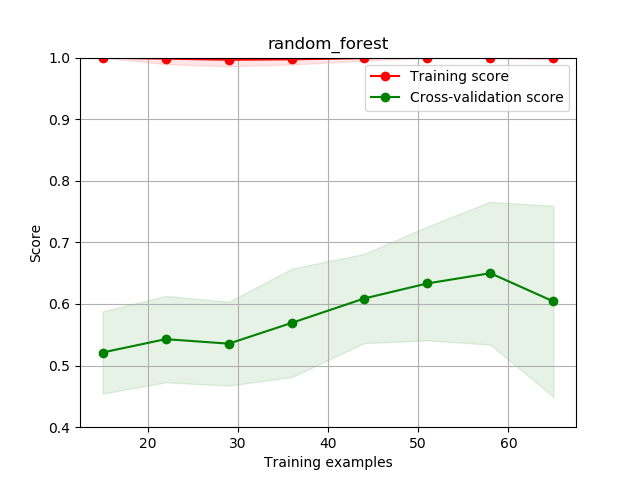 random_forest
1.0
0.9
0.8
0.7
0.6
0.5
0.4
Score
Training score
Cross-validation score
20 30 40 50 60
Training examples